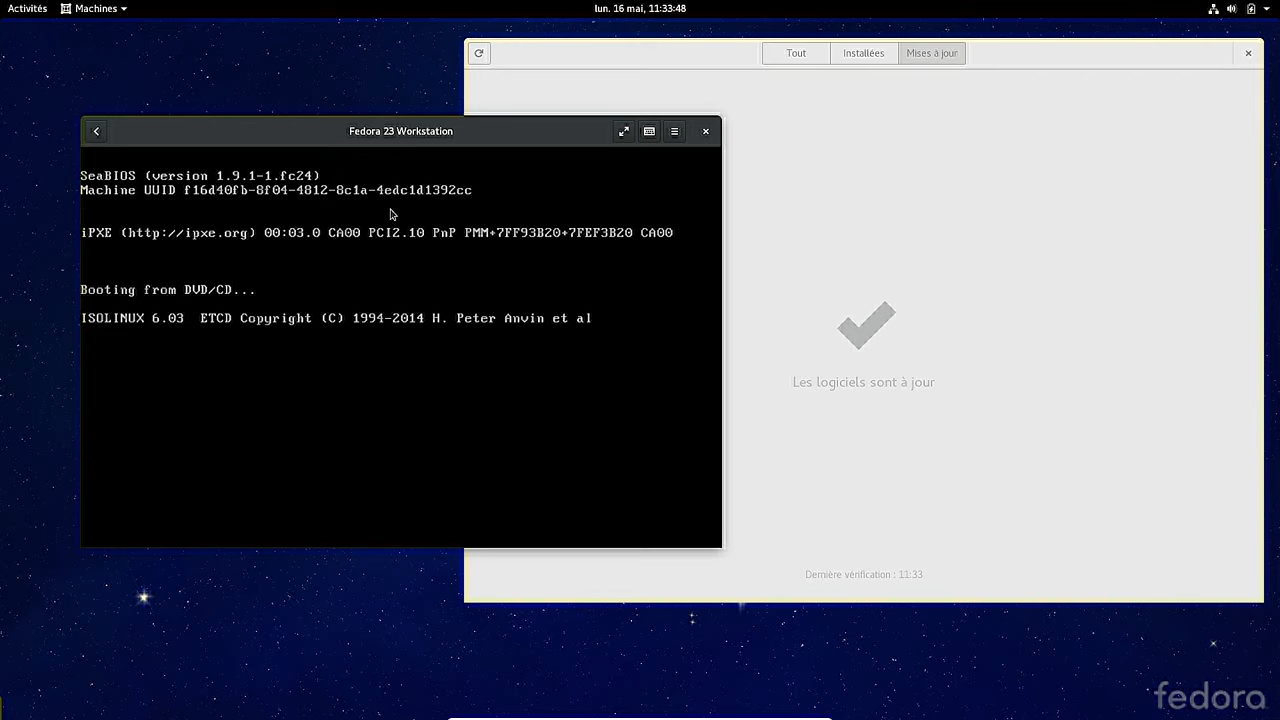 Activités
Machines
lun. 16 mai, 11:33:48
Tout
Installées
Mises à jour
Fedora 23 Workstation
SeaBIOS (version 1.9.1-1.fc24)
Machine UUID f16d40fb-8f04-4812-8c1a-4edc1d1392cc
iPXE (http://ipxe.org) 00:03.0 CA00 PCI2.10 PnP PMM+7FF93B20+7FEF3B20 CA00
Booting from DVD/CD...
ISOLINUX 6.03  ETCD Copyright (C) 1994-2014 H. Peter Anvin et al
Les logiciels sont à jour
Dernière vérification : 11:33
fedora